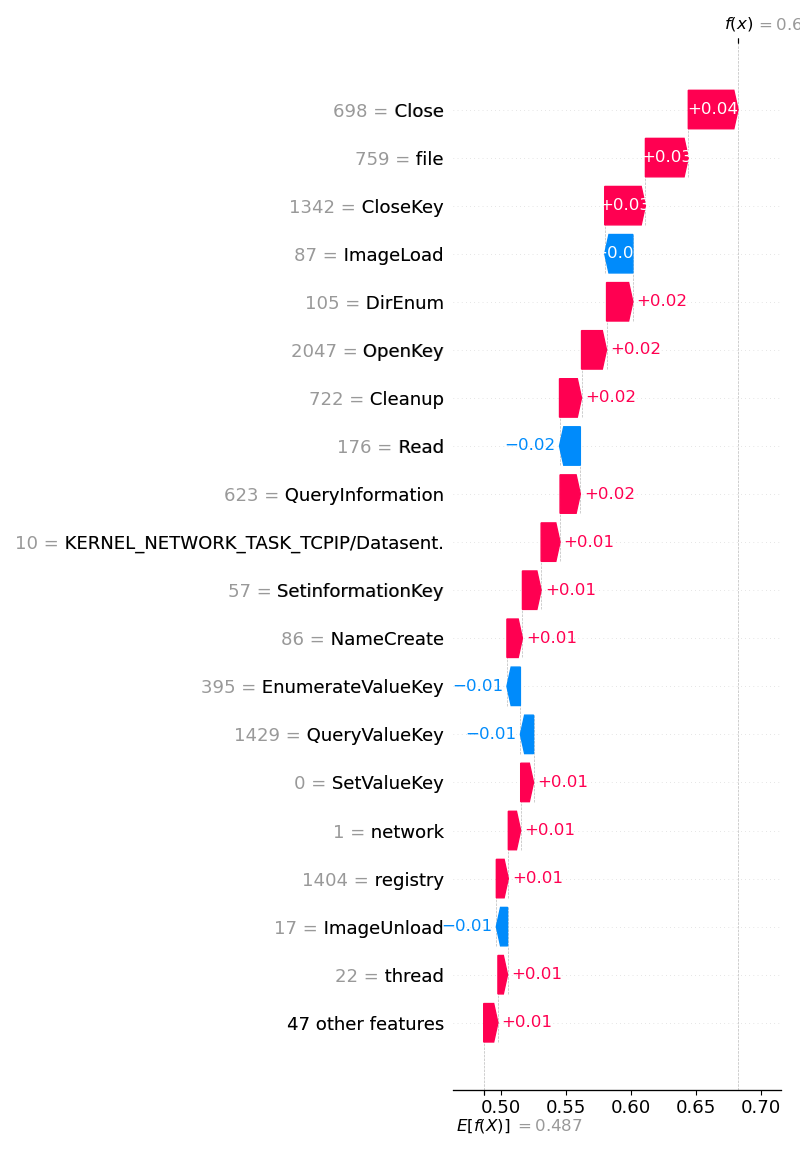 f(x) = 0.6
698 = Close +0.04
759 = file +0.03
1342 = CloseKey +0.03
87 = ImageLoad −0.0
105 = DirEnum +0.02
2047 = OpenKey +0.02
722 = Cleanup +0.02
176 = Read −0.02
623 = QueryInformation +0.02
10 = KERNEL_NETWORK_TASK_TCPIP/Datasent. +0.01
57 = SetinformationKey +0.01
86 = NameCreate +0.01
395 = EnumerateValueKey −0.01
1429 = QueryValueKey −0.01
0 = SetValueKey +0.01
1 = network +0.01
1404 = registry +0.01
17 = ImageUnload −0.01
22 = thread +0.01
47 other features +0.01
0.50 0.55 0.60 0.65 0.70
E[f(X)] = 0.487